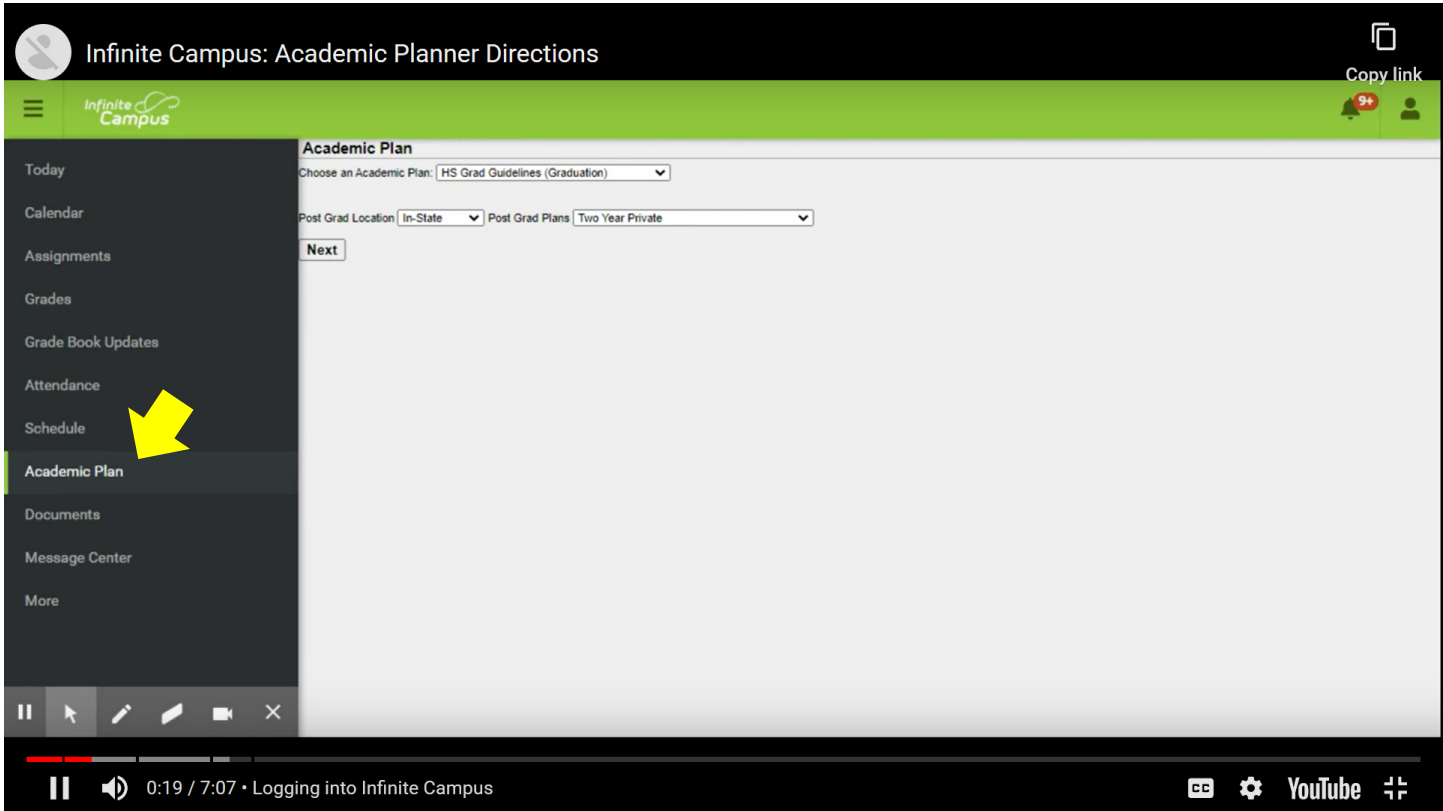 Infinite Campus: Academic Planner Directions
Copy link
Infinite Campus
9+
Today
Calendar
Assignments
Grades
Grade Book Updates
Attendance
Schedule
Academic Plan
Documents
Message Center
More
Academic Plan
Choose an Academic Plan: HS Grad Guidelines (Graduation)
Post Grad Location In-State Post Grad Plans Two Year Private
Next
0:19 / 7:07 • Logging into Infinite Campus
CC
YouTube